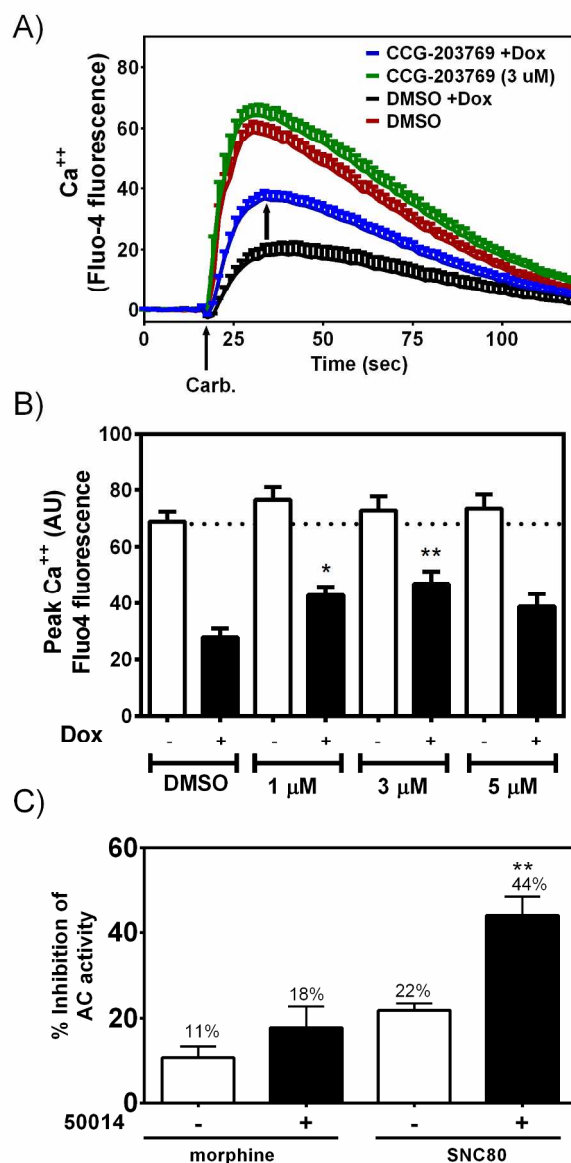 A)
CCG-203769 +Dox
CCG-203769 (3 uM)
DMSO +Dox
DMSO
Ca++
(Fluo-4 fluorescence)
80
60
40
20
0
0 25 50 75 100
Time (sec)
Carb.
B)
Peak Ca++ (AU)
Fluo4 fluorescence
100
80
60
40
20
0
* **
Dox - + - + - + - +
DMSO 1 µM 3 µM 5 µM
C)
% Inhibition of
AC activity
60
40
20
0
11% 18% 22% ** 44%
50014 - + - +
morphine SNC80